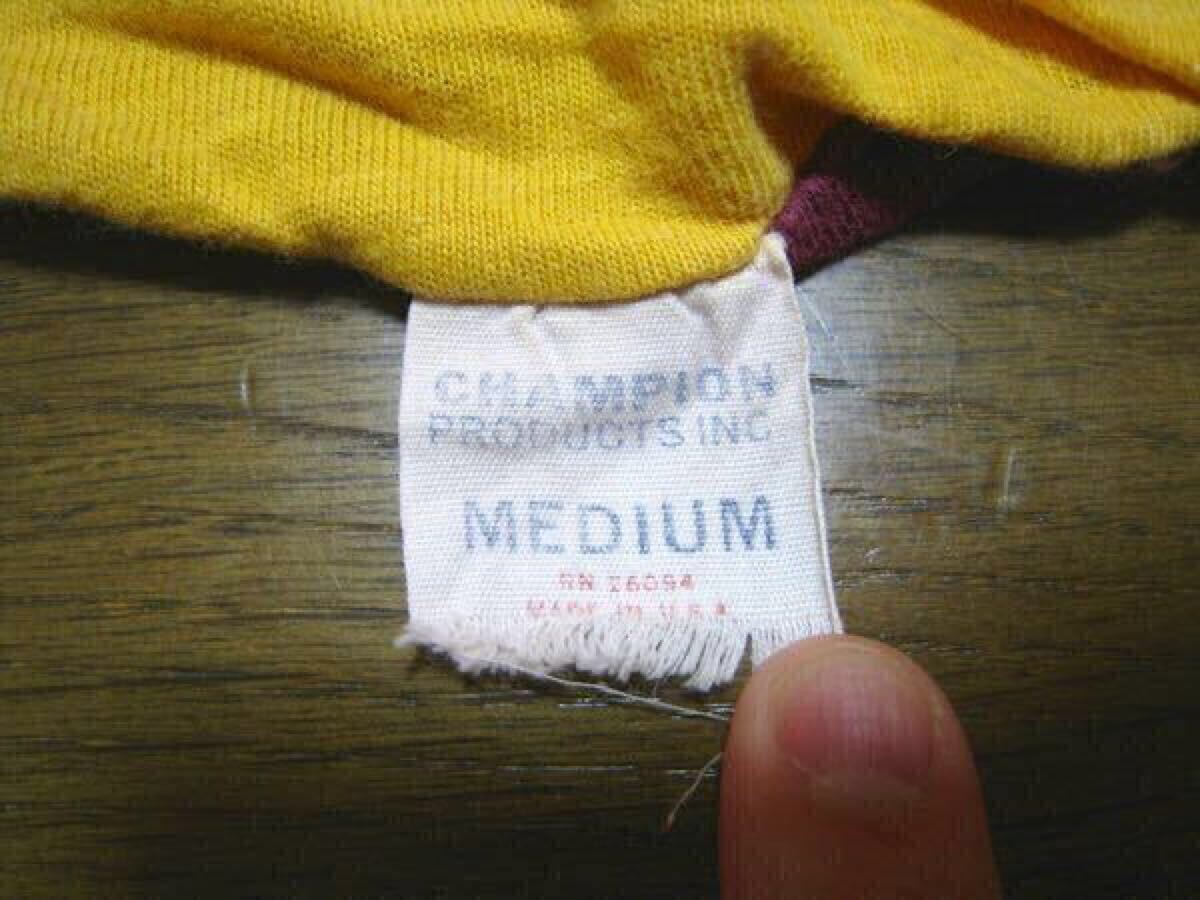 CHAMPION
PRODUCTS INC
MEDIUM
RN 26094
MADE IN U.S.A.